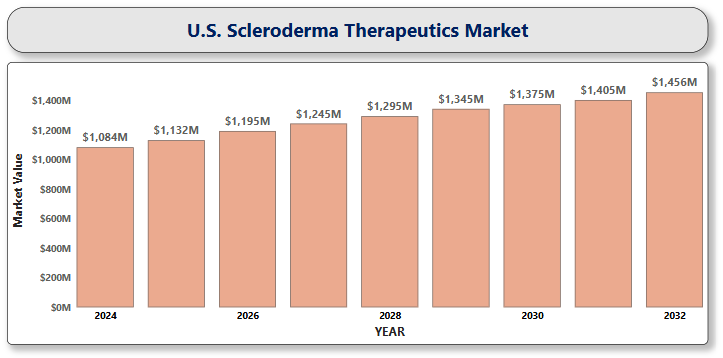 U.S. Scleroderma Therapeutics Market
$1,456M
$1,405M
$1,375M
$1,345M
$1,295M
$1,245M
$1,195M
$1,132M
$1,084M
$1,400M
$1,200M
$1,000M
$800M
$600M
$400M
$200M
$0M
Market Value
2024
2026
2028
2030
2032
YEAR